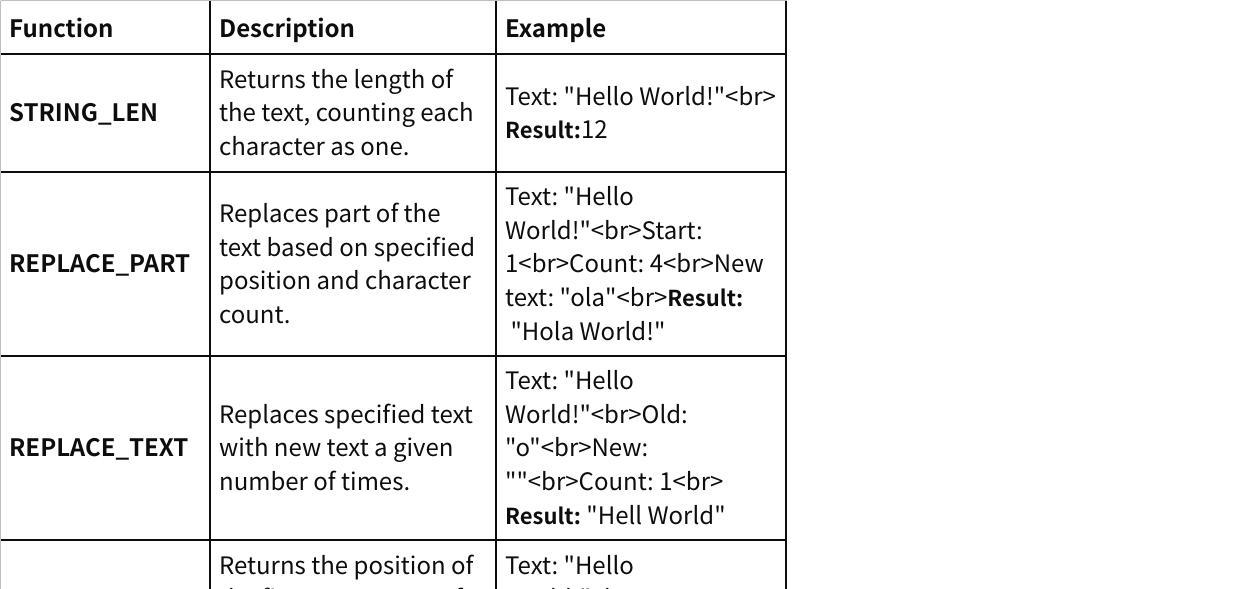 Function Description Example
STRING_LEN
Returns the length of
the text, counting each
character as one.
Text: "Hello World!"<br>
Result:12
REPLACE_PART
Replaces part of the
text based on specified
position and character
count.
Text: "Hello
World!"<br>Start:
1<br>Count: 4<br>New
text: "ola"<br>Result:
"Hola World!"
REPLACE_TEXT
Replaces specified text
with new text a given
number of times.
Text: "Hello
World!"<br>Old:
"o"<br>New:
""<br>Count: 1<br>
Result: "Hell World"
Returns the position of
Text: "Hello